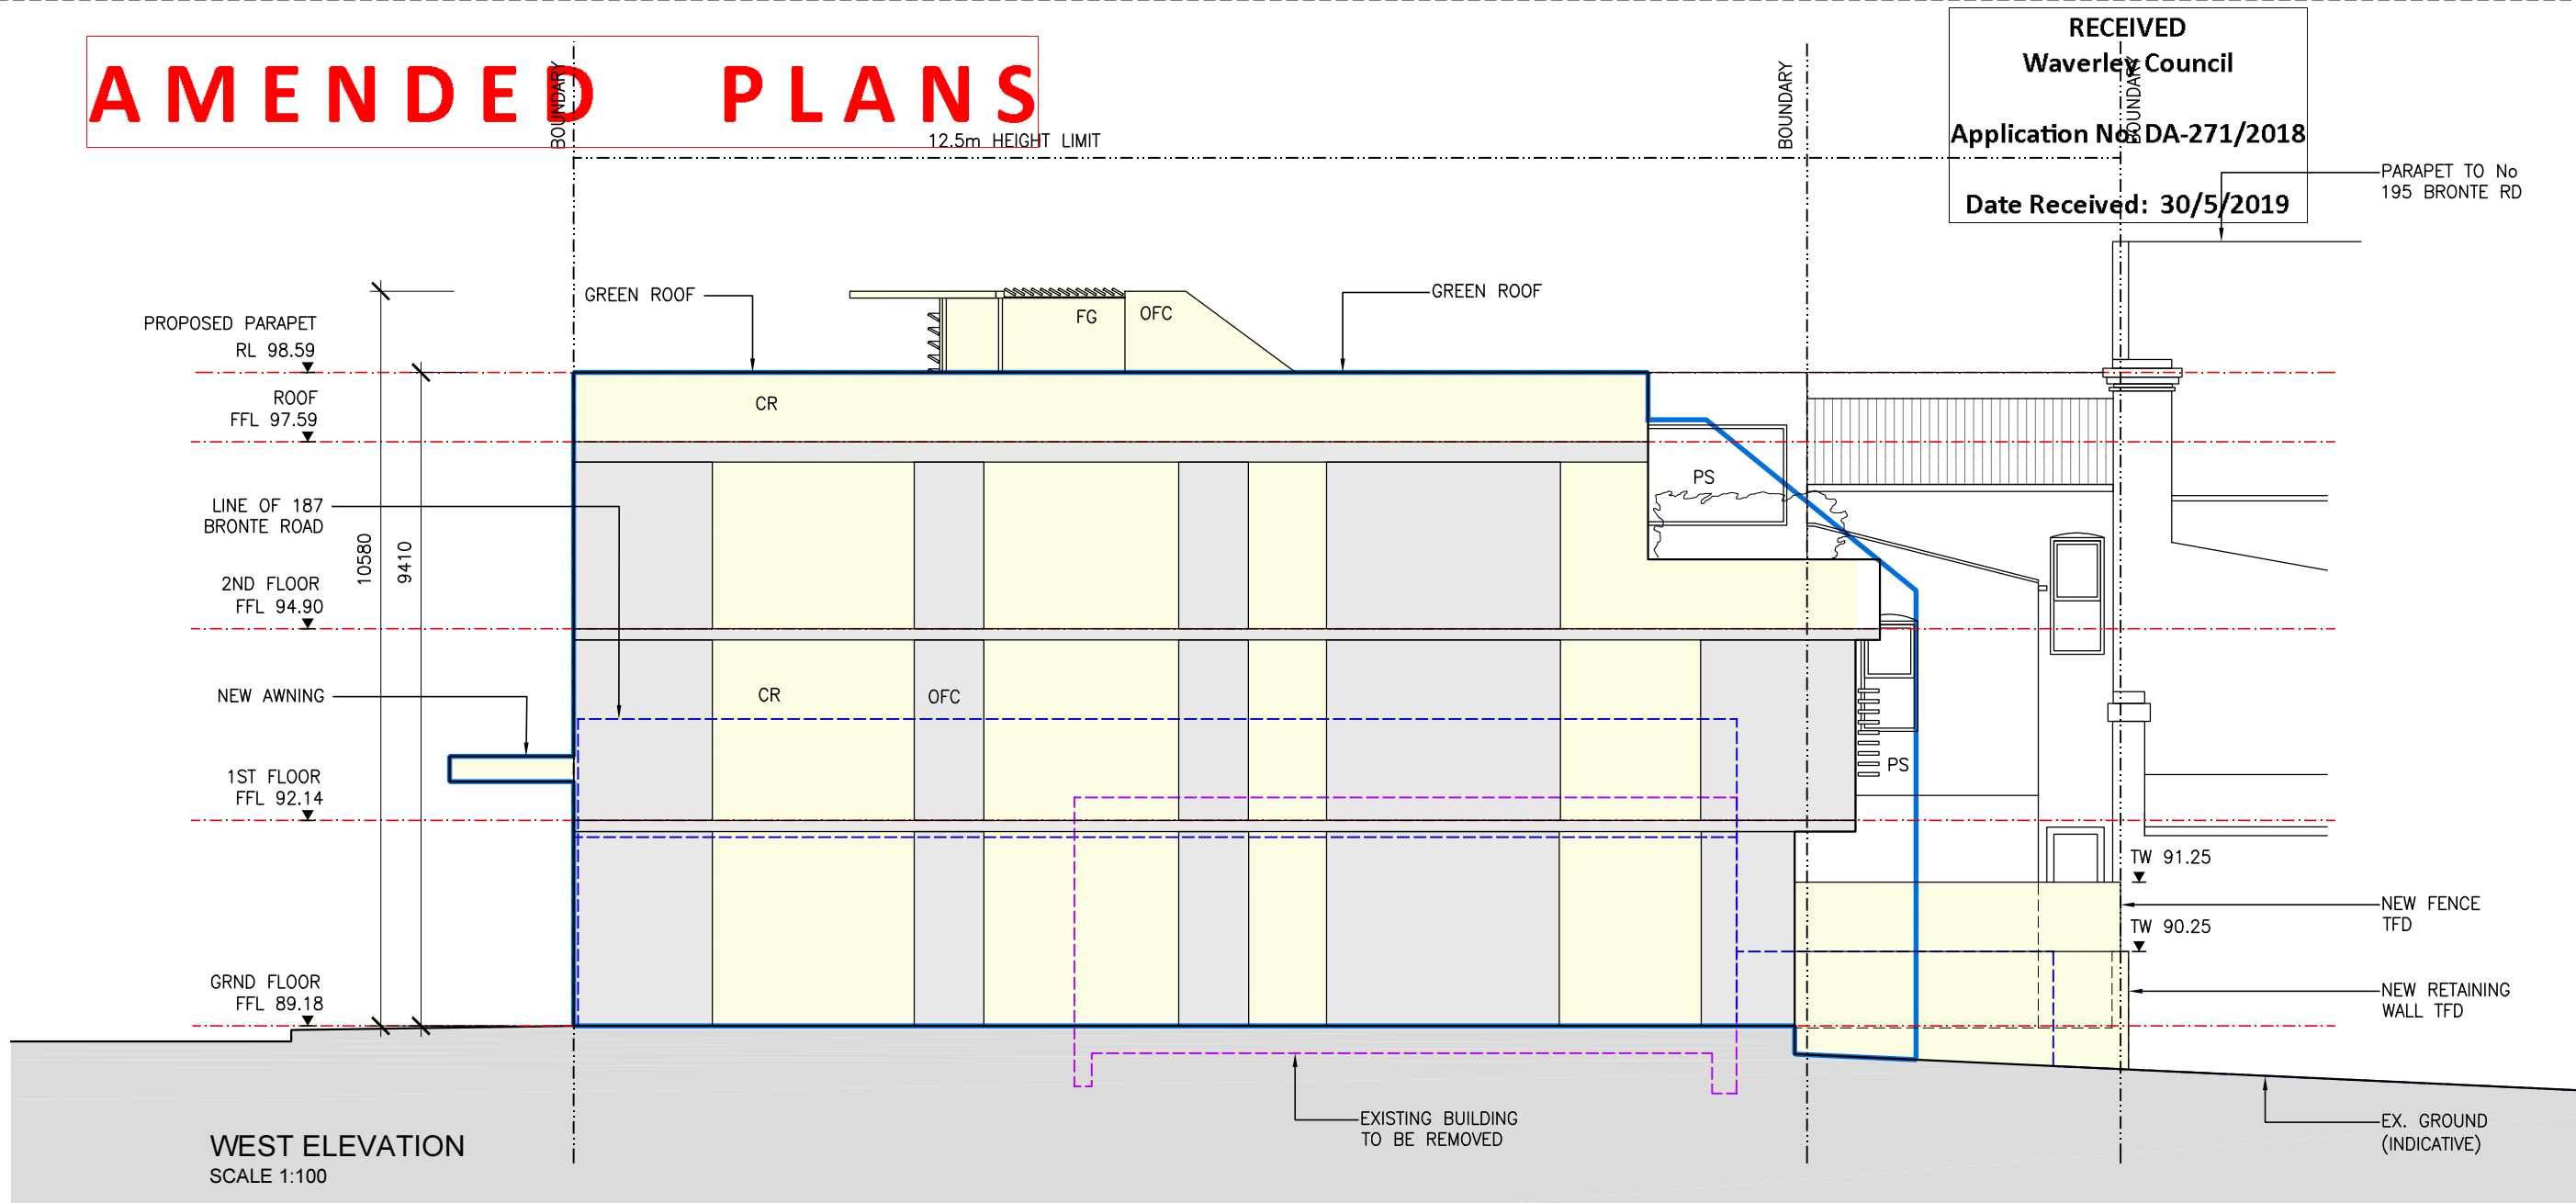 AMENDED PLANS
RECEIVED
Waverley Council
Application No: DA-271/2018
Date Received: 30/5/2019
BOUNDARY
BOUNDARY
BOUNDARY
12.5m HEIGHT LIMIT
PARAPET TO No
195 BRONTE RD
GREEN ROOF
GREEN ROOF
FG
OFC
PROPOSED PARAPET
RL 98.59
ROOF
FFL 97.59
CR
LINE OF 187
BRONTE ROAD
PS
10580
9410
2ND FLOOR
FFL 94.90
NEW AWNING
CR
OFC
1ST FLOOR
FFL 92.14
PS
TW 91.25
NEW FENCE
TFD
TW 90.25
GRND FLOOR
FFL 89.18
NEW RETAINING
WALL TFD
EXISTING BUILDING
TO BE REMOVED
EX. GROUND
(INDICATIVE)
WEST ELEVATION
SCALE 1:100